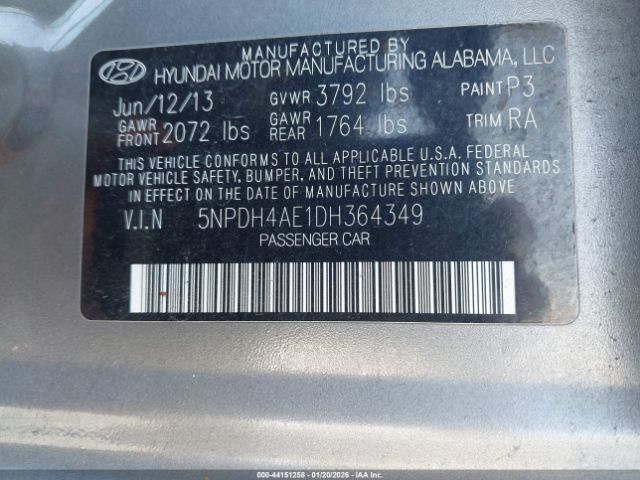 MANUFACTURED BY
HYUNDAI MOTOR MANUFACTURING ALABAMA, LLC
Jun/12/13 GVWR 3792 lbs PAINT P3
GAWR FRONT 2072 lbs GAWR REAR 1764 lbs TRIM RA
THIS VEHICLE CONFORMS TO ALL APPLICABLE U.S.A. FEDERAL
MOTOR VEHICLE SAFETY, BUMPER, AND THEFT PREVENTION STANDARDS
IN EFFECT ON THE DATE OF MANUFACTURE SHOWN ABOVE.
V.I.N 5NPDH4AE1DH364349
PASSENGER CAR
000-44151258 - 01/20/2026 - IAAI.COM